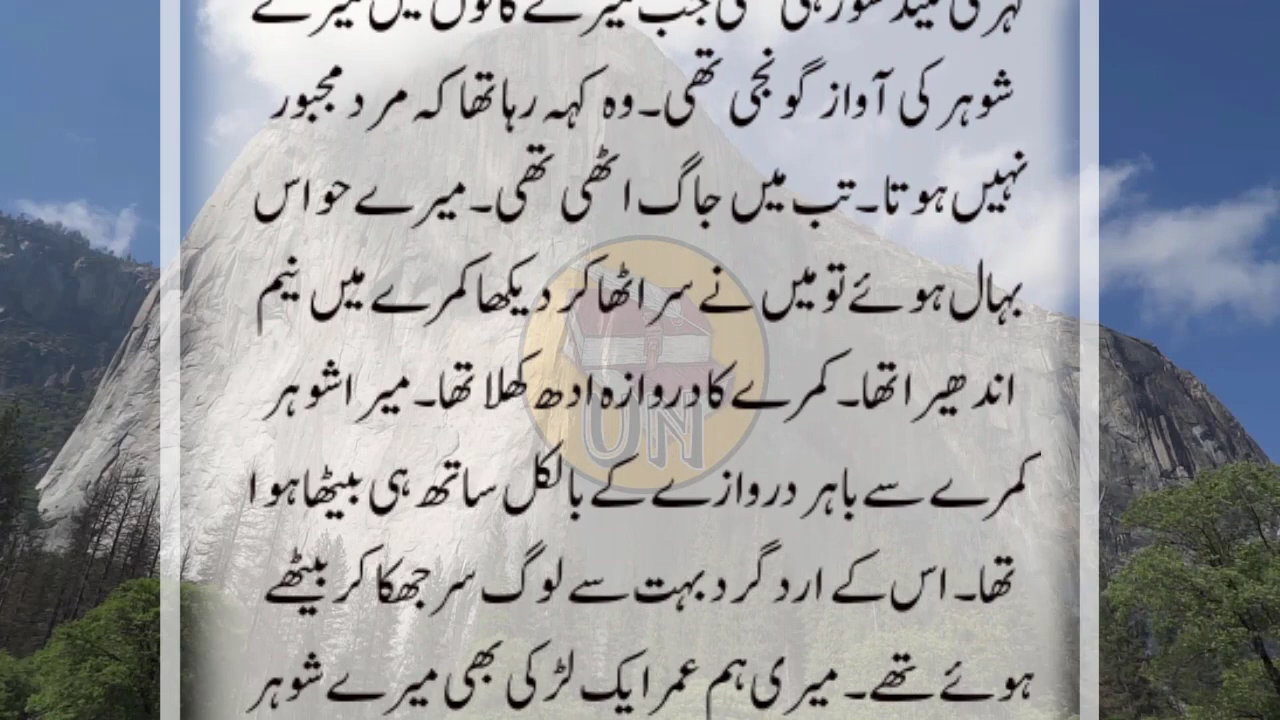 شوہر کی آواز گونجی تھی۔ وہ کہہ رہا تھا کہ مرد مجبور
نہیں ہوتا۔ تب میں جاگ اٹھی تھی۔ میرے حواس
بہال ہوئے تو میں نے سر اٹھا کر دیکھا کمرے میں نیم
اندھیرا تھا۔ کمرے کا دروازہ ادھ کھلا تھا۔ میرا شوہر
کمرے سے باہر دروازے کے بالکل ساتھ ہی بیٹھا ہوا
تھا۔ اس کے ارد گرد بہت سے لوگ سر جھکا کر بیٹھے
ہوئے تھے۔ میری ہم عمر ایک لڑکی بھی میرے شوہر
UN